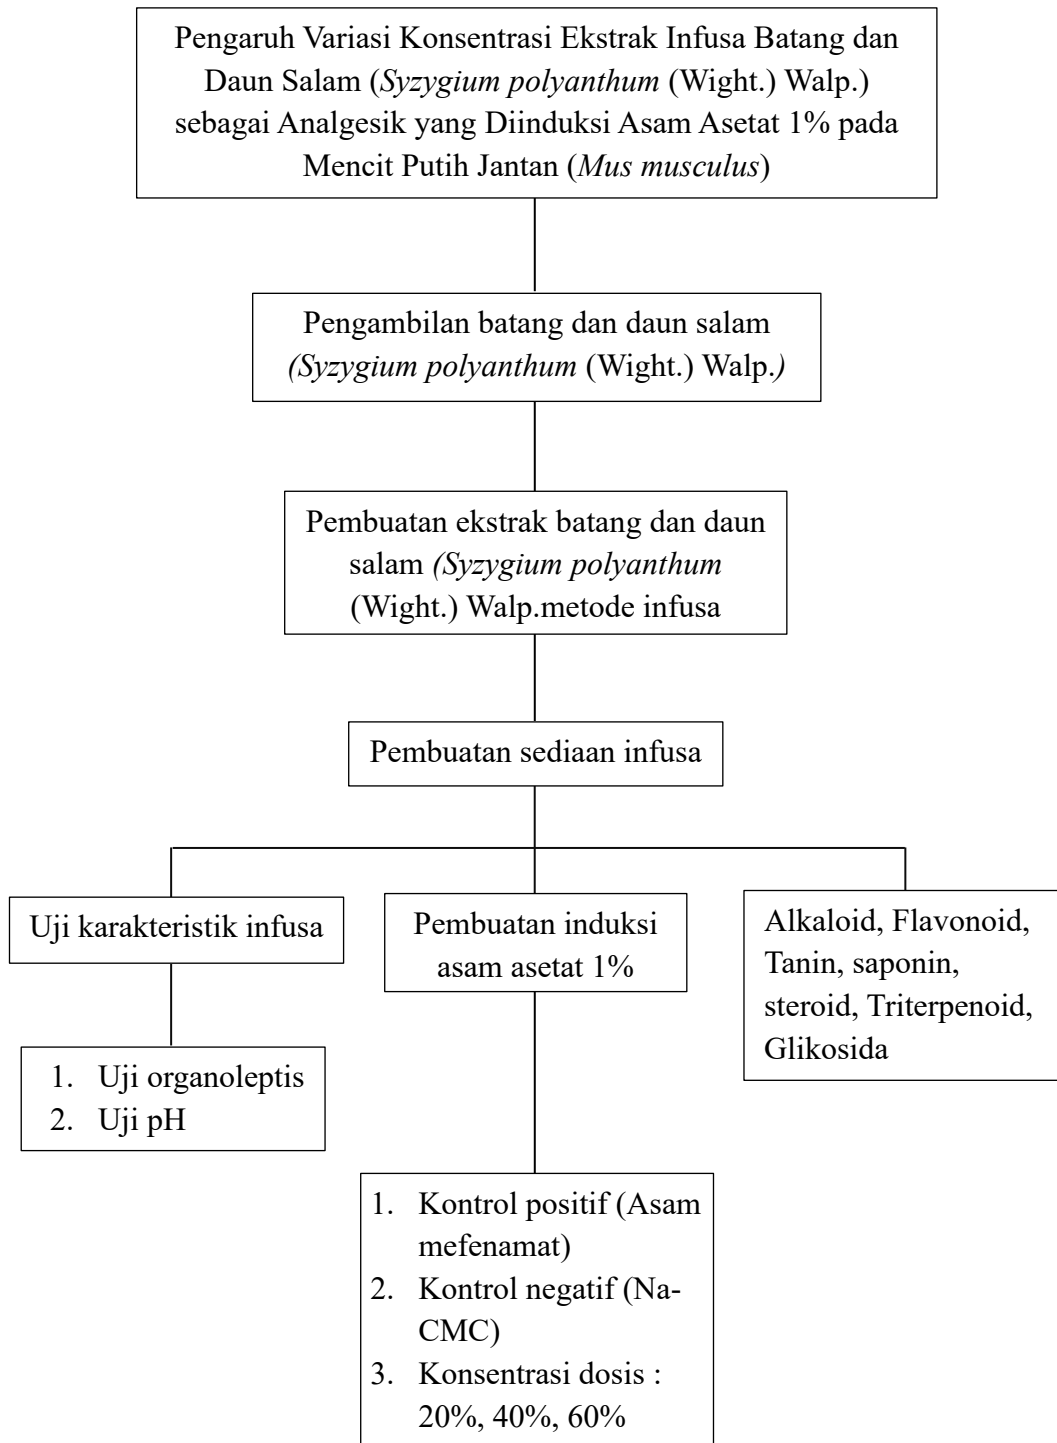 Pengaruh Variasi Konsentrasi Ekstrak Infusa Batang dan
Daun Salam (Syzygium polyanthum (Wight.) Walp.)
sebagai Analgesik yang Diinduksi Asam Asetat 1% pada
Mencit Putih Jantan (Mus musculus)
Pengambilan batang dan daun salam
(Syzygium polyanthum (Wight.) Walp.)
Pembuatan ekstrak batang dan daun
salam (Syzygium polyanthum
(Wight.) Walp.metode infusa
Pembuatan sediaan infusa
Uji karakteristik infusa
1. Uji organoleptis
2. Uji pH
Pembuatan induksi
asam asetat 1%
1. Kontrol positif (Asam
mefenamat)
2. Kontrol negatif (Na-
CMC)
3. Konsentrasi dosis :
20%, 40%, 60%
Alkaloid, Flavonoid,
Tanin, saponin,
steroid, Triterpenoid,
Glikosida